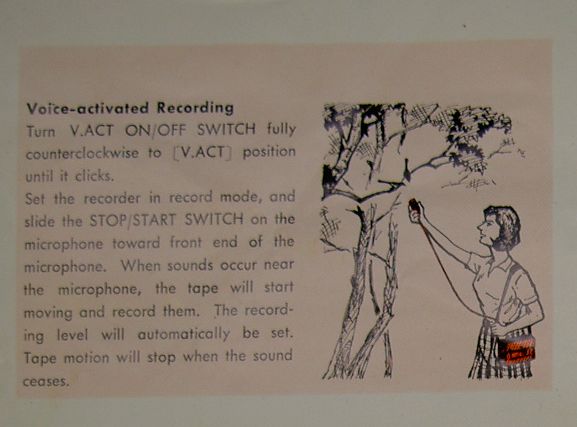 Voice-activated Recording
Turn V.ACT ON/OFF SWITCH fully
counterclockwise to [V.ACT] position
until it clicks.
Set the recorder in record mode, and
slide the STOP/START SWITCH on the
microphone toward front end of the
microphone. When sounds occur near
the microphone, the tape will start
moving and record them. The record-
ing level will automatically be set.
Tape motion will stop when the sound
ceases.